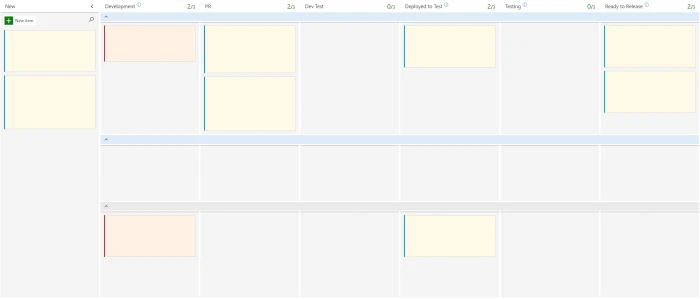 New
Development 2/3
PR 2/3
Dev Test 0/3
Deployed to Test 2/3
Testing 0/3
Ready to Release 2/3
New item